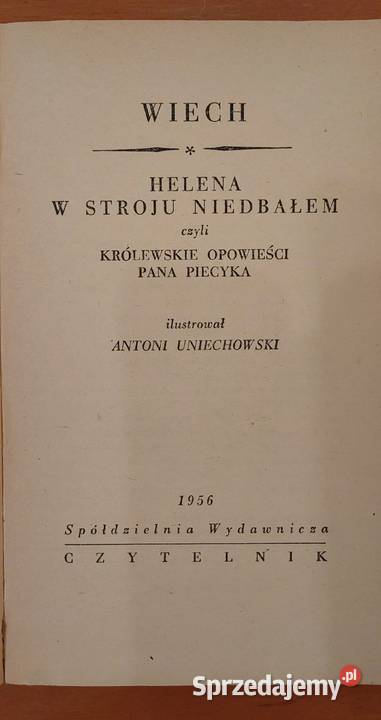 WIECH
*
HELENA
W STROJU NIEDBAŁEM
czyli
KRÓLEWSKIE OPOWIEŚCI
PANA PIECYKA
ilustrował
ANTONI UNIECHOWSKI
1956
Spółdzielnia Wydawnicza
CZYTELNIK
Sprzedajemy.pl